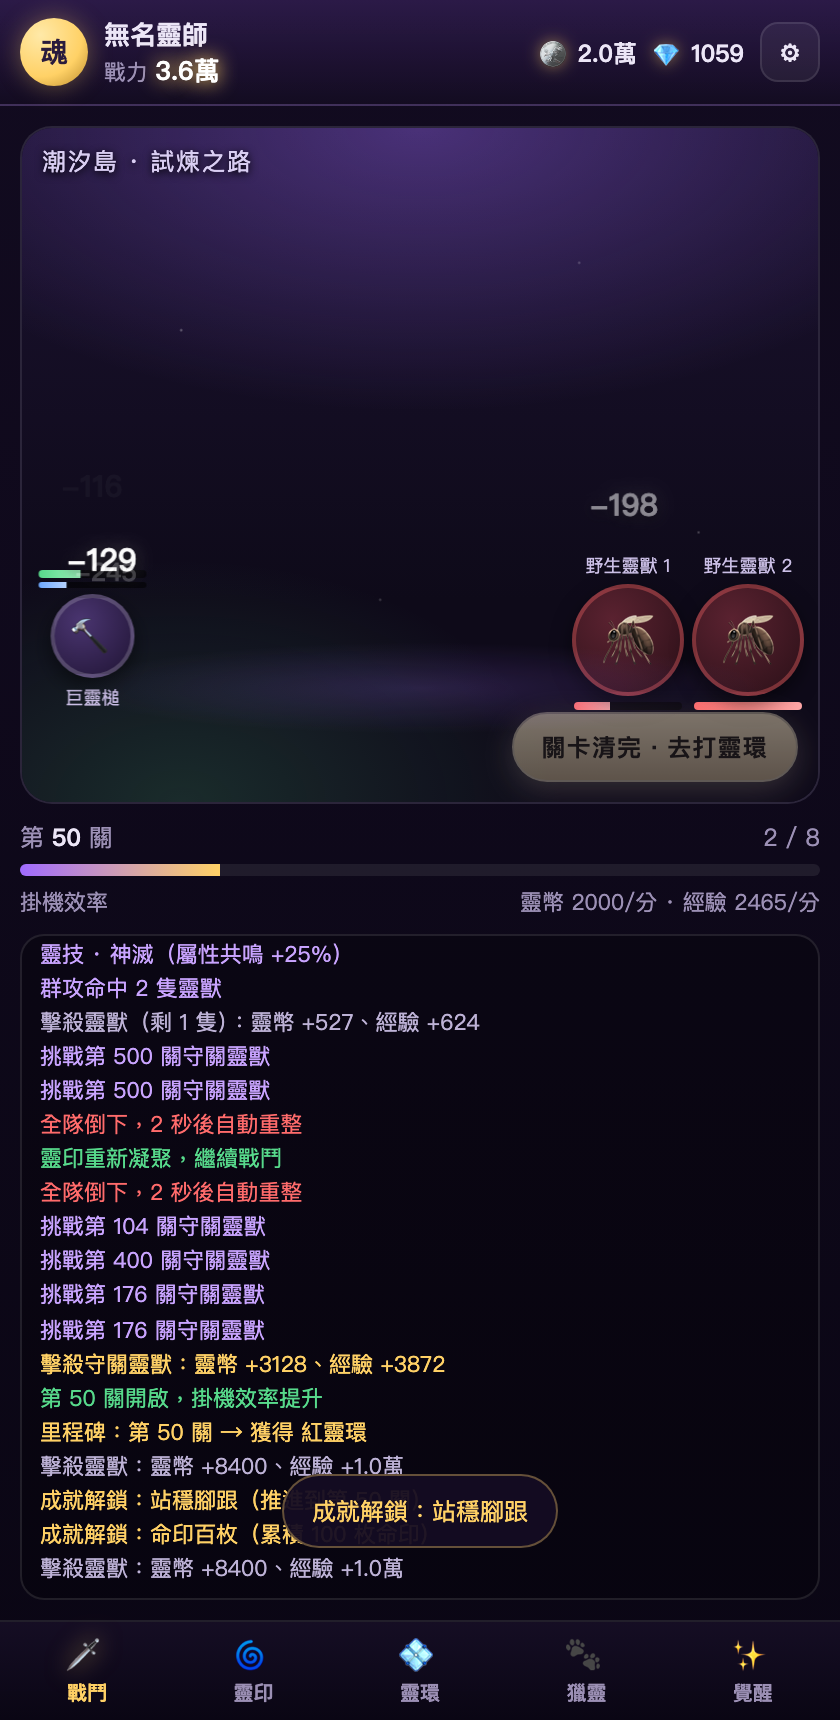 魂
無名靈師
戰力 3.6萬
2.0萬
1059
潮汐島 · 試煉之路
–116
–129
–198
野生靈獸 1
野生靈獸 2
巨靈槌
關卡清完 · 去打靈環
第 50 關
2 / 8
掛機效率
靈幣 2000/分 · 經驗 2465/分
靈技 · 神滅（屬性共鳴 +25%）
群攻命中 2 隻靈獸
擊殺靈獸（剩 1 隻）：靈幣 +527、經驗 +624
挑戰第 500 關守關靈獸
挑戰第 500 關守關靈獸
全隊倒下，2 秒後自動重整
靈印重新凝聚，繼續戰鬥
全隊倒下，2 秒後自動重整
挑戰第 104 關守關靈獸
挑戰第 400 關守關靈獸
挑戰第 176 關守關靈獸
挑戰第 176 關守關靈獸
擊殺守關靈獸：靈幣 +3128、經驗 +3872
第 50 關開啟，掛機效率提升
里程碑：第 50 關 → 獲得 紅靈環
擊殺靈獸：靈幣 +8400、經驗 +1.0萬
成就解鎖：站穩腳跟（推進到第 50 關）
成就解鎖：站穩腳跟
成就解鎖：命印百枚（累積 100 枚命印）
擊殺靈獸：靈幣 +8400、經驗 +1.0萬
戰鬥
靈印
靈環
獵靈
覺醒